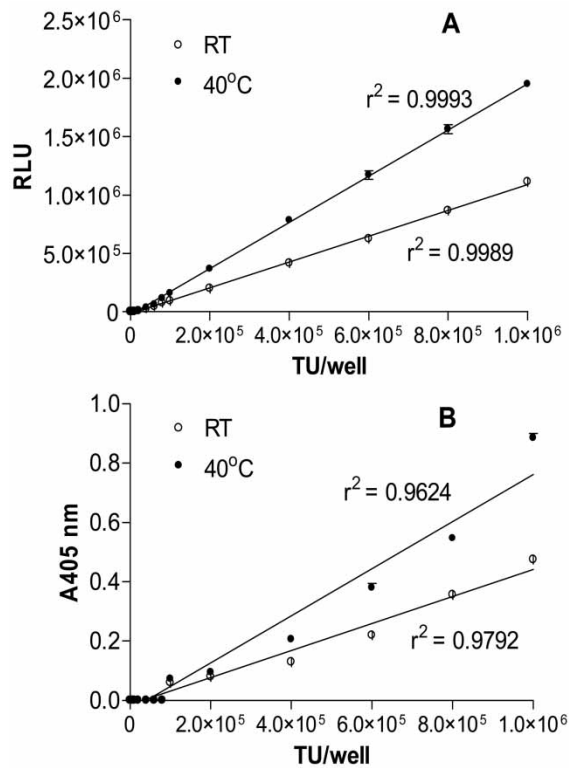 A
○ RT
● 40°C
RLU
2.5×10⁶
2.0×10⁶
1.5×10⁶
1.0×10⁶
5.0×10⁵
0
r² = 0.9993
r² = 0.9989
0 2.0×10⁵ 4.0×10⁵ 6.0×10⁵ 8.0×10⁵ 1.0×10⁶
TU/well
B
○ RT
● 40°C
A405 nm
1.0
0.8
0.6
0.4
0.2
0.0
r² = 0.9624
r² = 0.9792
0 2.0×10⁵ 4.0×10⁵ 6.0×10⁵ 8.0×10⁵ 1.0×10⁶
TU/well